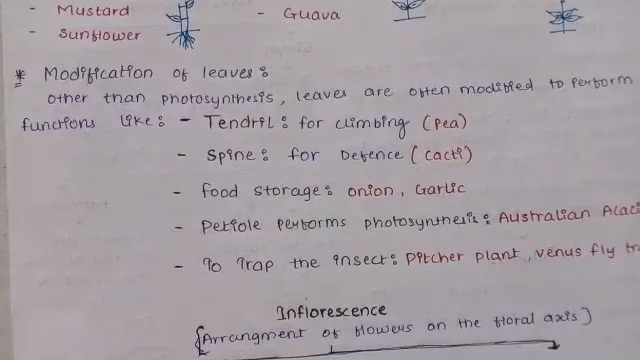 - Mustard - Guava
- Sunflower
* Modification of leaves:
other than photosynthesis, leaves are often modified to perform
functions like: - Tendril: for climbing (pea)
- Spine: for Defence (cacti)
- food storage: onion, Garlic
- Petiole performs photosynthesis: Australian Acaci
- To Trap the insect: Pitcher plant, venus fly tra
Inflorescence
{Arrangment of flowers on the floral axis}